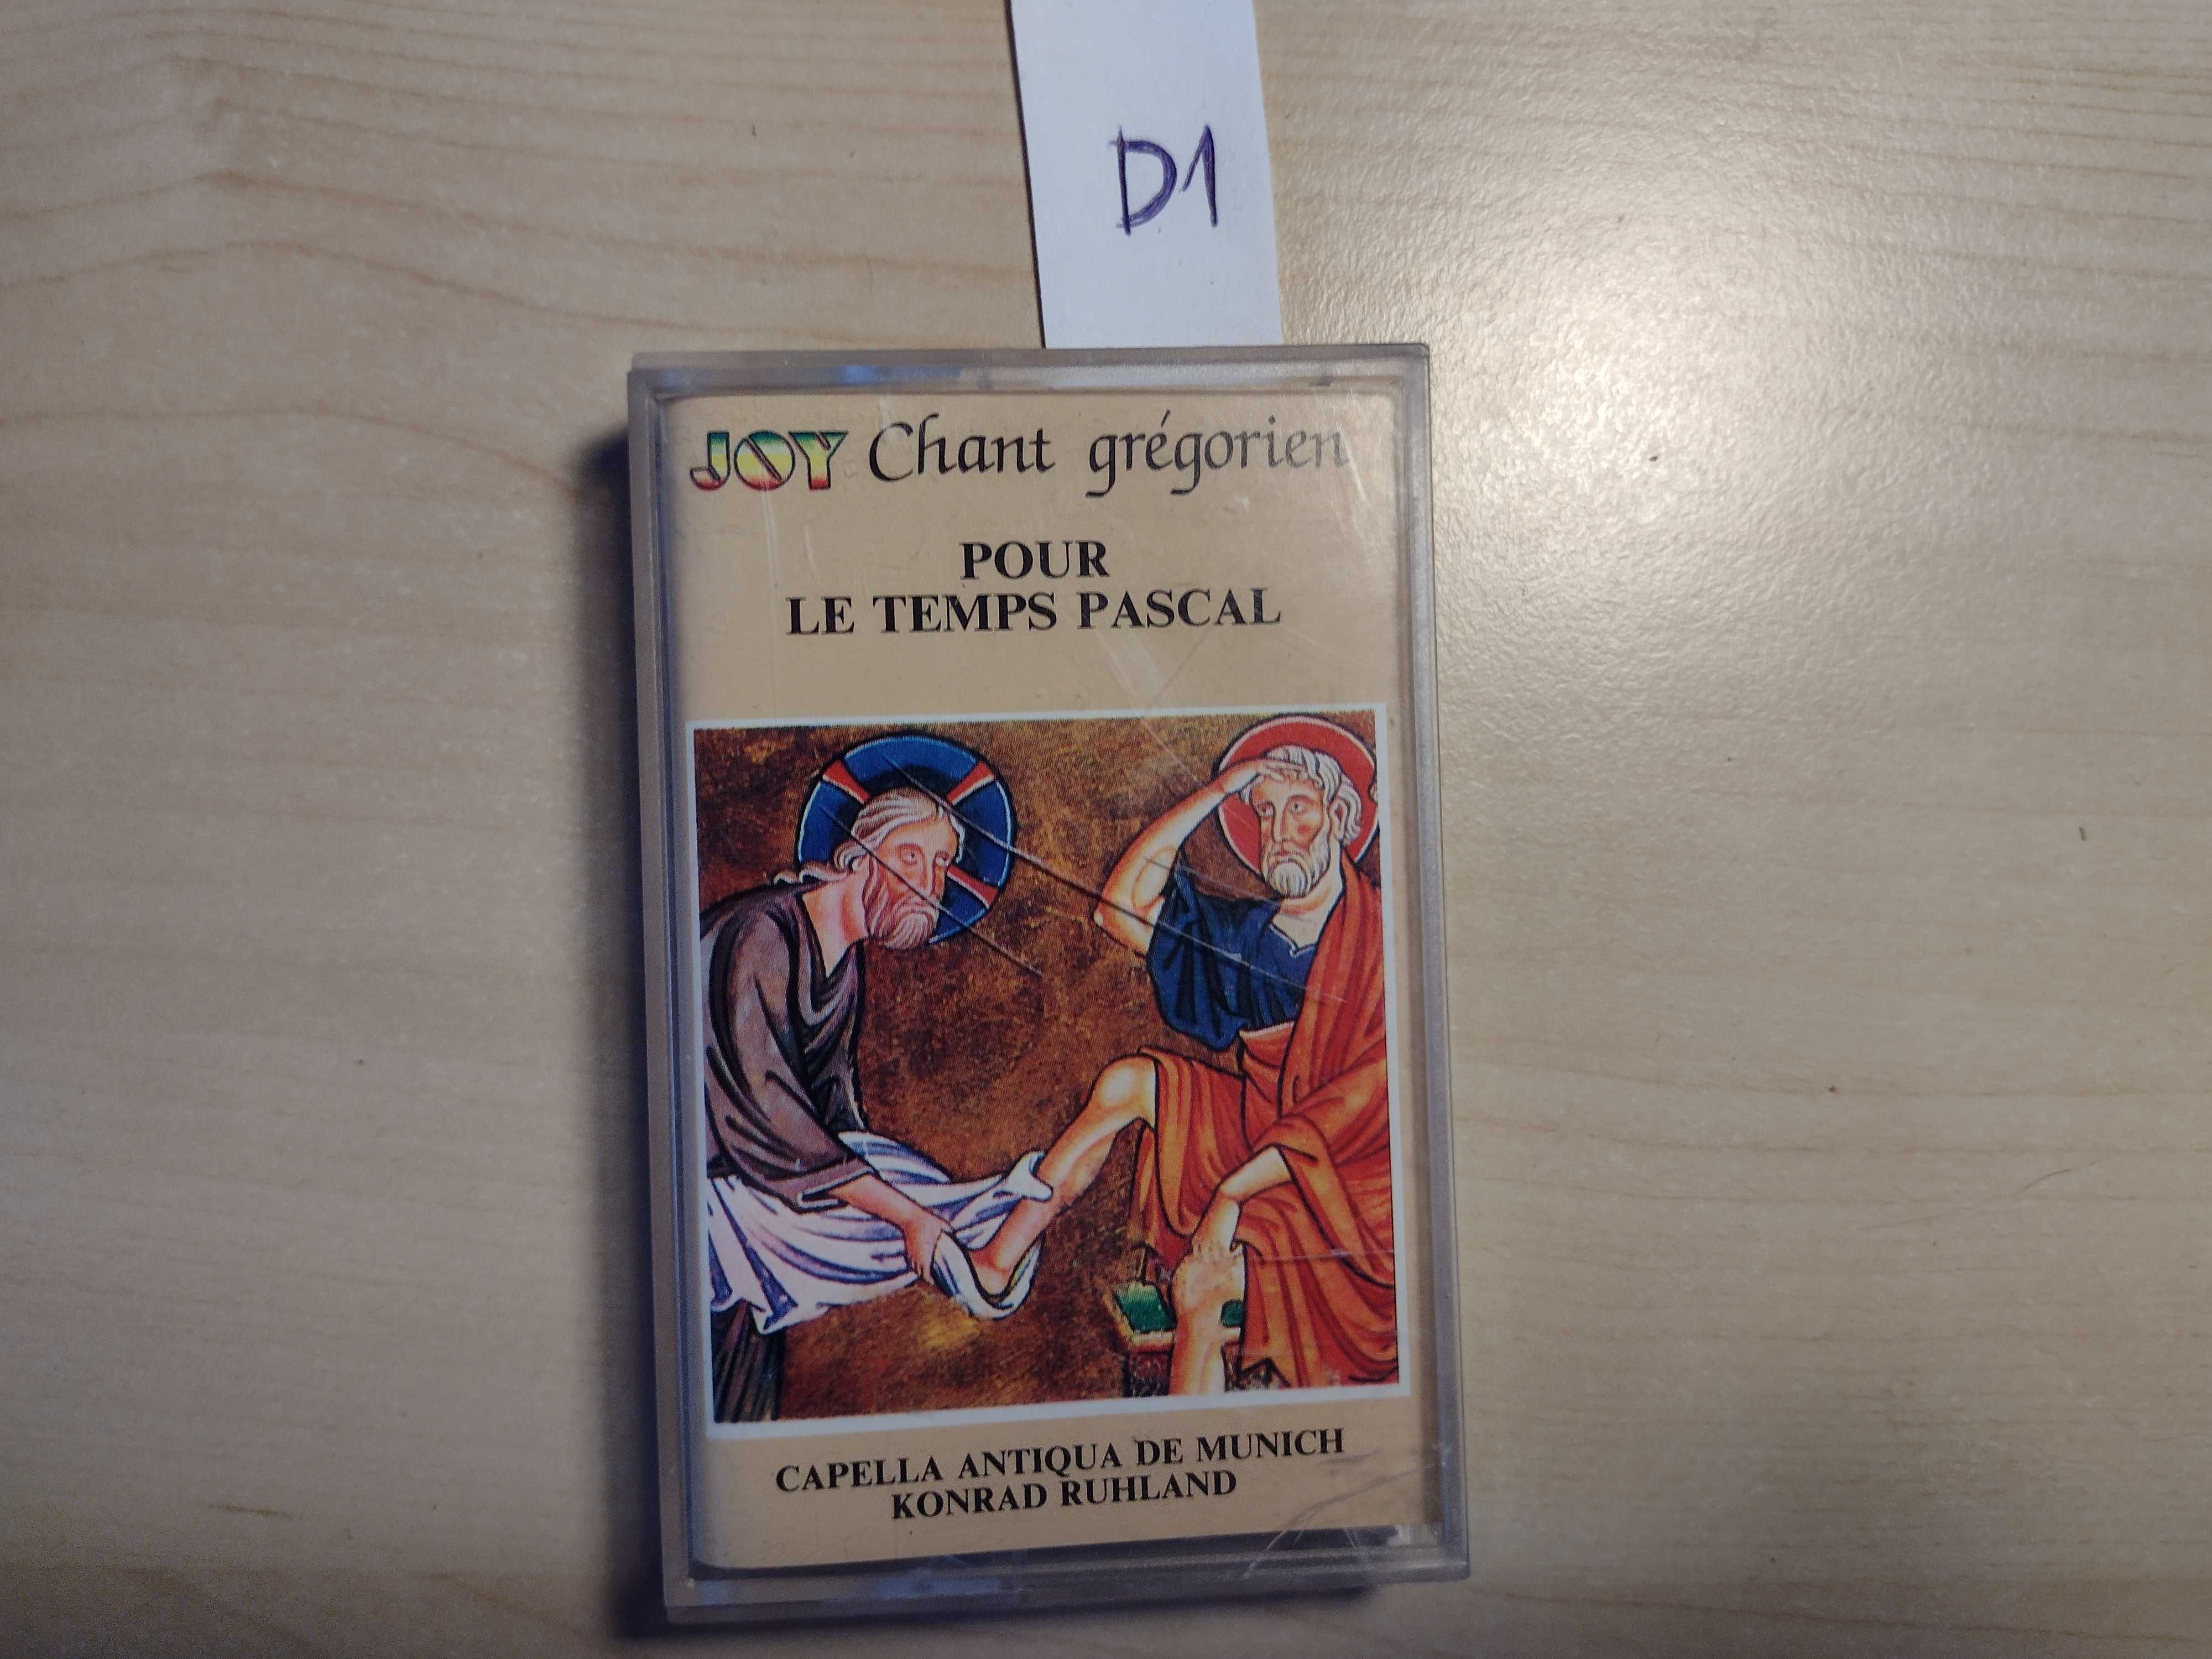 D1
JOY Chant grégorien
POUR
LE TEMPS PASCAL
CAPELLA ANTIQUA DE MUNICH
KONRAD RUHLAND